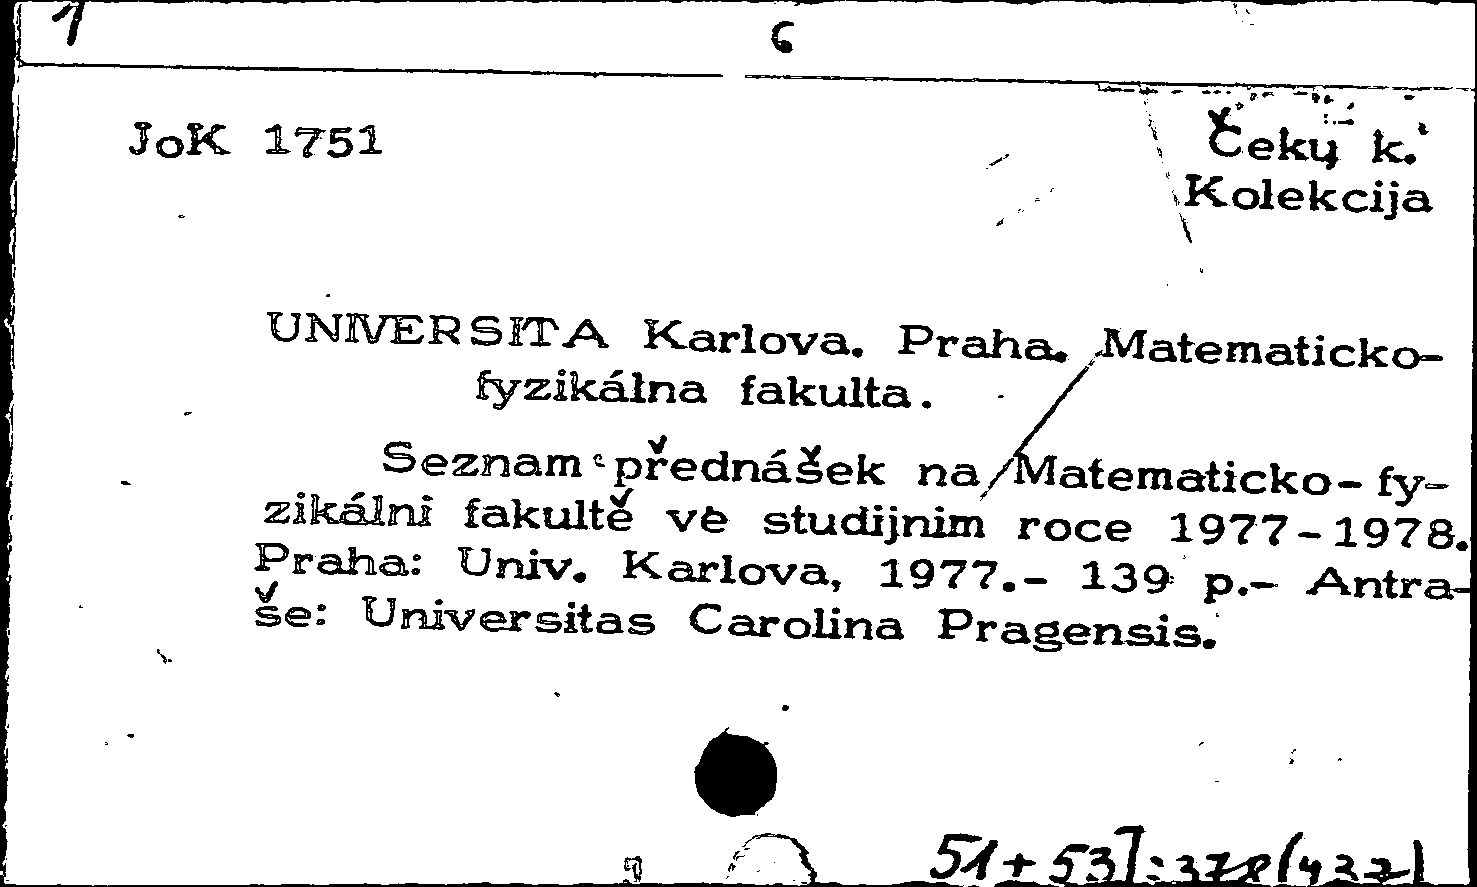 1 6
JoK 1751 Čekų k.
Kolekcija
UNIVERSITA Karlova. Praha. Matematicko-
fyzikálna fakulta.
Seznam přednášek na Matematicko-fy-
zikálni fakultě ve studijnim roce 1977-1978.
Praha: Univ. Karlova, 1977.- 139 p.- Antra-
še: Universitas Carolina Pragensis.
51+53]:378(437)